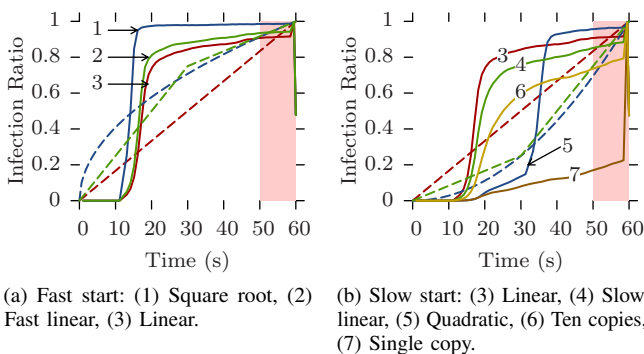 1
0.8
0.6
0.4
0.2
0
Infection Ratio
0 10 20 30 40 50 60
Time (s)
1
2
3
1
0.8
0.6
0.4
0.2
0
Infection Ratio
0 10 20 30 40 50 60
Time (s)
3
4
6
5
7
(a) Fast start: (1) Square root, (2)
Fast linear, (3) Linear.
(b) Slow start: (3) Linear, (4) Slow
linear, (5) Quadratic, (6) Ten copies,
(7) Single copy.